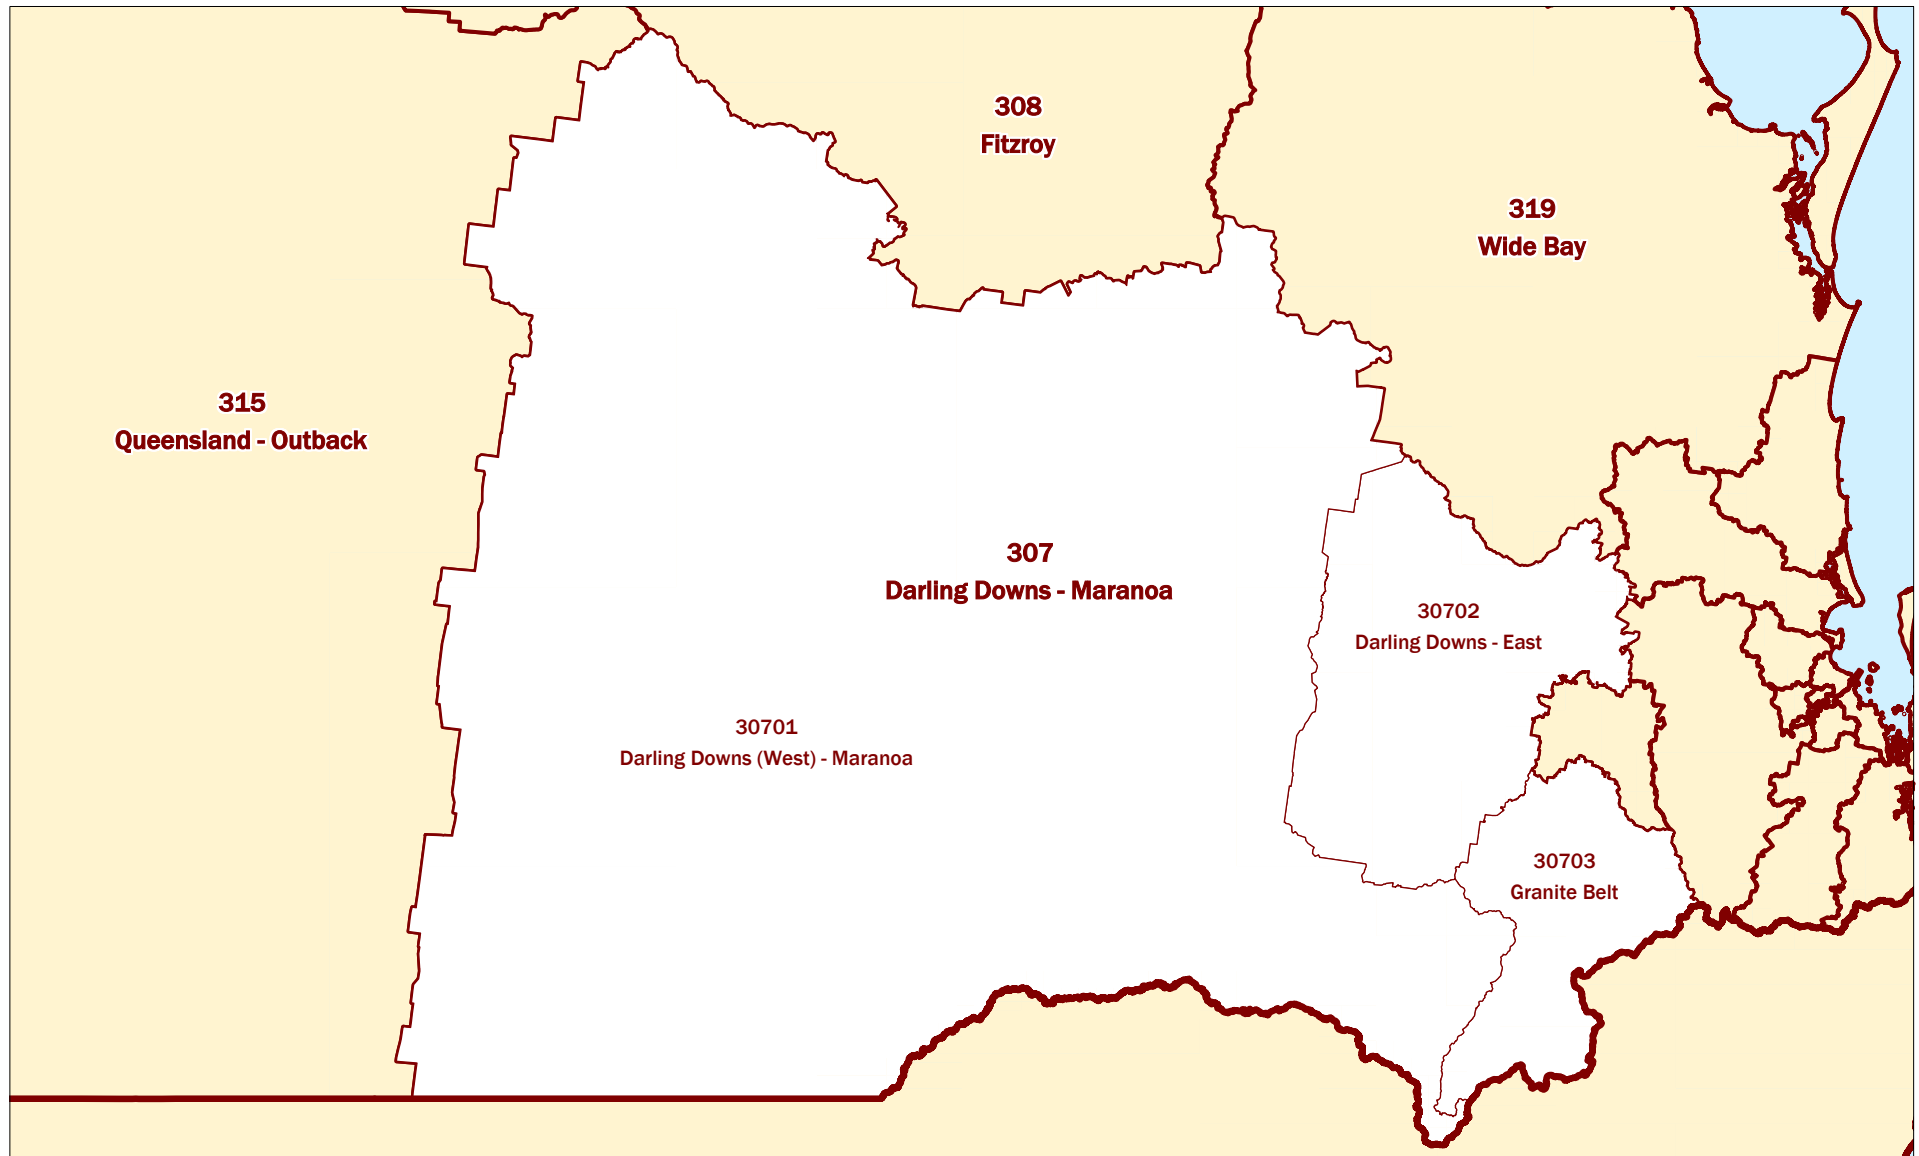 308
Fitzroy
319
Wide Bay
315
Queensland - Outback
307
Darling Downs - Maranoa
30702
Darling Downs - East
30701
Darling Downs (West) - Maranoa
30703
Granite Belt